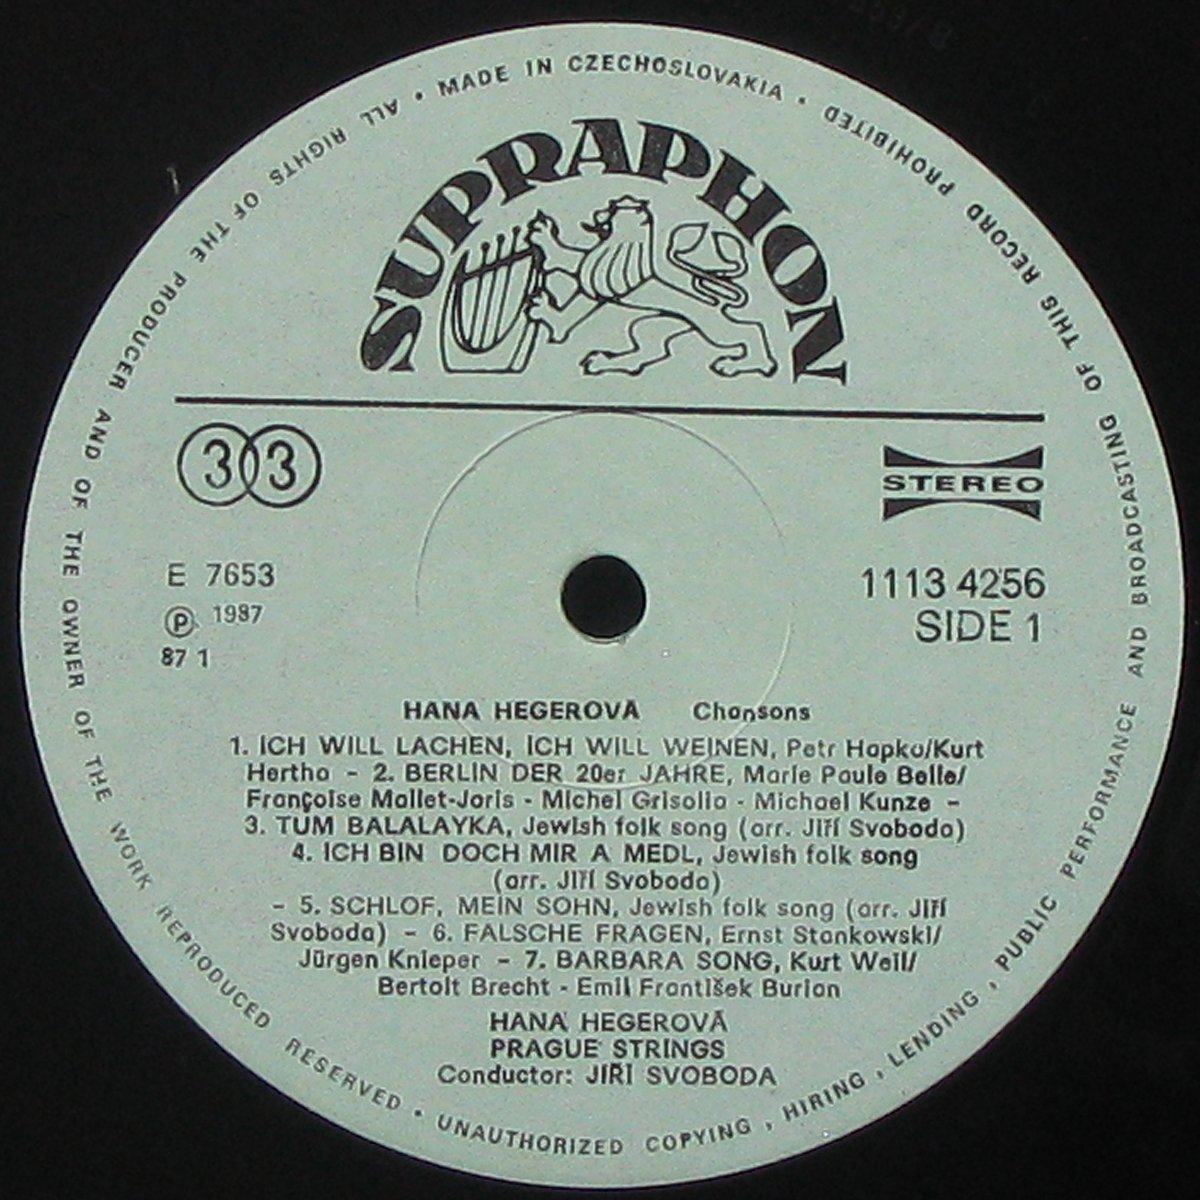 ALL RIGHTS OF THE PRODUCER AND OF THE OWNER OF THE WORK REPRODUCED RESERVED • UNAUTHORIZED COPYING, HIRING, LENDING, PUBLIC PERFORMANCE AND BROADCASTING OF THIS RECORD PROHIBITED • MADE IN CZECHOSLOVAKIA •
SUPRAPHON
33
STEREO
E 7653
1113 4256
Ⓟ 1987
SIDE 1
87 1
HANA HEGEROVÁ Chansons
1. ICH WILL LACHEN, ICH WILL WEINEN, Petr Hapka/Kurt
Hertha - 2. BERLIN DER 20er JAHRE, Marie Paule Belle/
Françoise Mallet-Joris - Michel Grisolia - Michael Kunze -
3. TUM BALALAYKA, Jewish folk song (arr. Jiří Svoboda)
4. ICH BIN DOCH MIR A MEDL, Jewish folk song
(arr. Jiří Svoboda)
- 5. SCHLOF, MEIN SOHN, Jewish folk song (arr. Jiří
Svoboda) - 6. FALSCHE FRAGEN, Ernst Stankowski/
Jürgen Knieper - 7. BARBARA SONG, Kurt Weil/
Bertolt Brecht - Emil František Burian
HANA HEGEROVÁ
PRAGUE STRINGS
Conductor: JIŘÍ SVOBODA